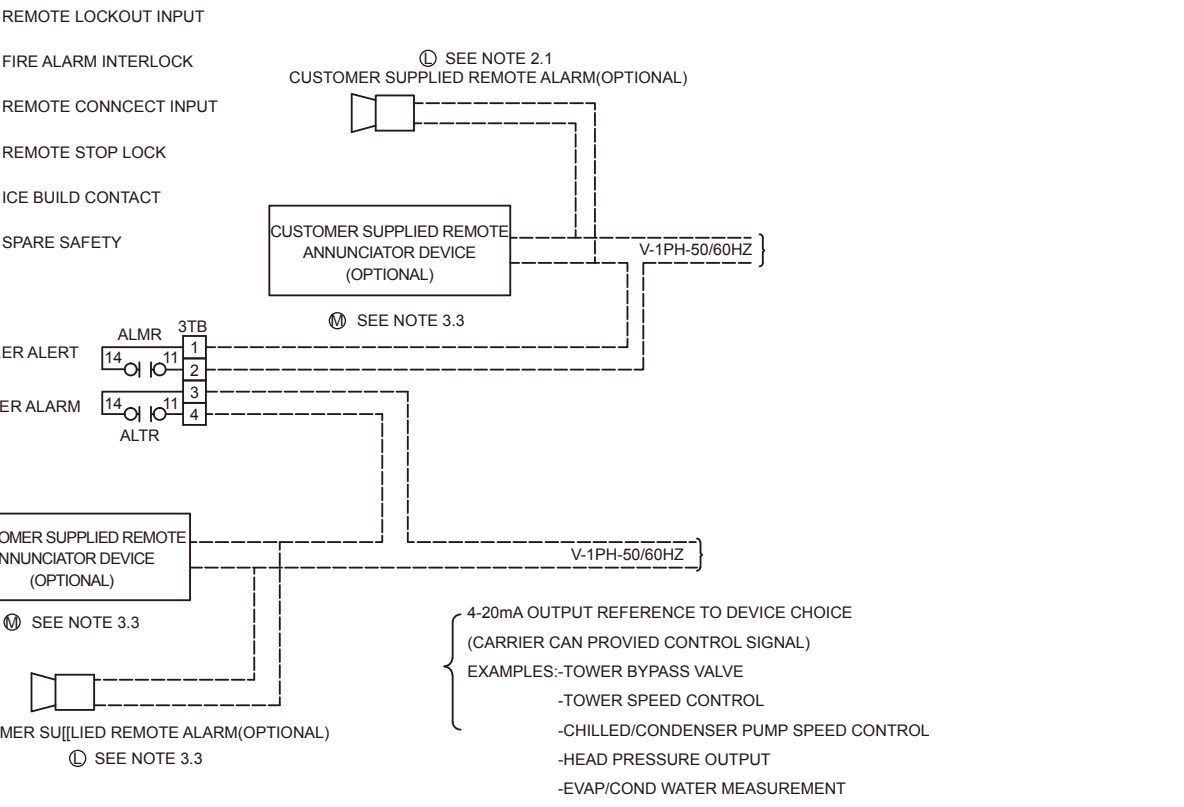 REMOTE LOCKOUT INPUT
FIRE ALARM INTERLOCK
REMOTE CONNCECT INPUT
REMOTE STOP LOCK
ICE BUILD CONTACT
SPARE SAFETY
Ⓛ SEE NOTE 2.1
CUSTOMER SUPPLIED REMOTE ALARM(OPTIONAL)
CUSTOMER SUPPLIED REMOTE
ANNUNCIATOR DEVICE
(OPTIONAL)
V-1PH-50/60HZ
Ⓜ SEE NOTE 3.3
ALMR
3TB
ER ALERT
14
11
1
2
ER ALARM
14
11
3
4
ALTR
OMER SUPPLIED REMOTE
NNUNCIATOR DEVICE
(OPTIONAL)
V-1PH-50/60HZ
Ⓜ SEE NOTE 3.3
MER SU[[LIED REMOTE ALARM(OPTIONAL)
Ⓛ SEE NOTE 3.3
4-20mA OUTPUT REFERENCE TO DEVICE CHOICE
(CARRIER CAN PROVIED CONTROL SIGNAL)
EXAMPLES:-TOWER BYPASS VALVE
-TOWER SPEED CONTROL
-CHILLED/CONDENSER PUMP SPEED CONTROL
-HEAD PRESSURE OUTPUT
-EVAP/COND WATER MEASUREMENT